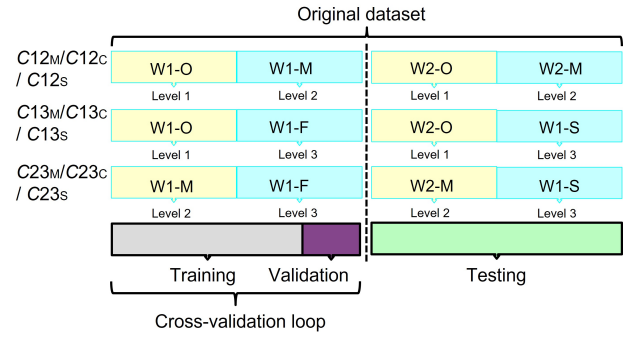 Original dataset
C12M/C12C
/ C12S
W1-O W1-M W2-O W2-M
Level 1 Level 2 Level 1 Level 2
C13M/C13C
/ C13S
W1-O W1-F W2-O W1-S
Level 1 Level 3 Level 1 Level 3
C23M/C23C
/ C23S
W1-M W1-F W2-M W1-S
Level 2 Level 3 Level 2 Level 3
Training Validation Testing
Cross-validation loop